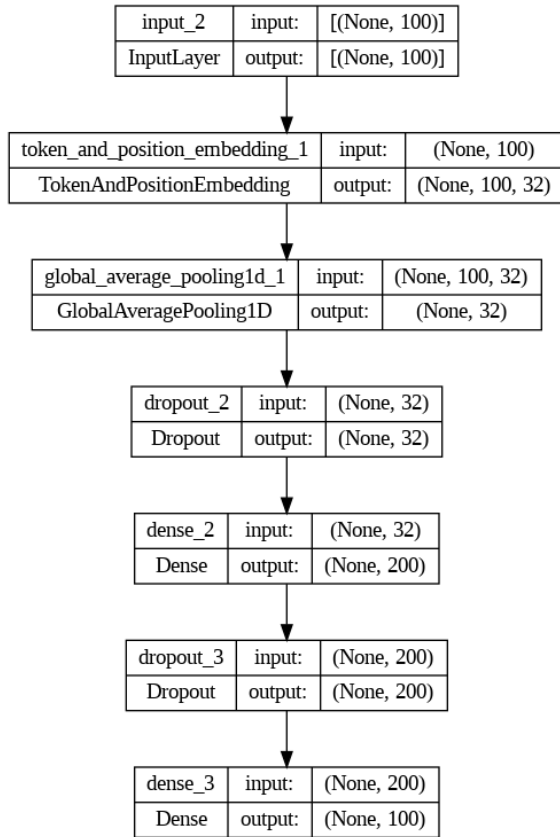 input_2 input: [(None, 100)]
InputLayer output: [(None, 100)]
token_and_position_embedding_1 input: (None, 100)
TokenAndPositionEmbedding output: (None, 100, 32)
global_average_pooling1d_1 input: (None, 100, 32)
GlobalAveragePooling1D output: (None, 32)
dropout_2 input: (None, 32)
Dropout output: (None, 32)
dense_2 input: (None, 32)
Dense output: (None, 200)
dropout_3 input: (None, 200)
Dropout output: (None, 200)
dense_3 input: (None, 200)
Dense output: (None, 100)